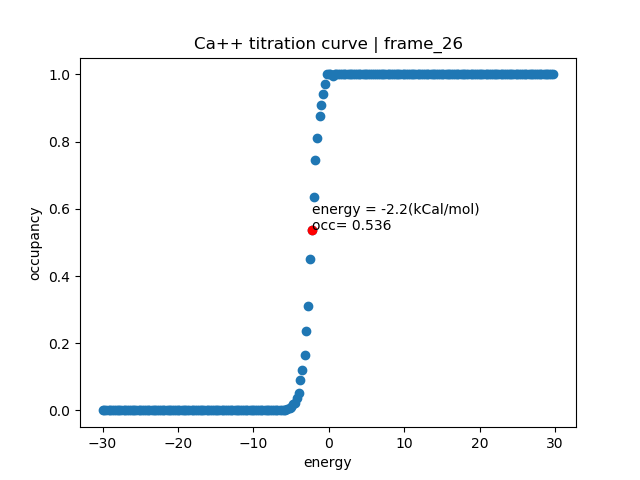 Ca++ titration curve | frame_26
1.0
0.8
0.6
0.4
0.2
0.0
occupancy
energy = -2.2(kCal/mol)
occ= 0.536
−30
−20
−10
0
10
20
30
energy